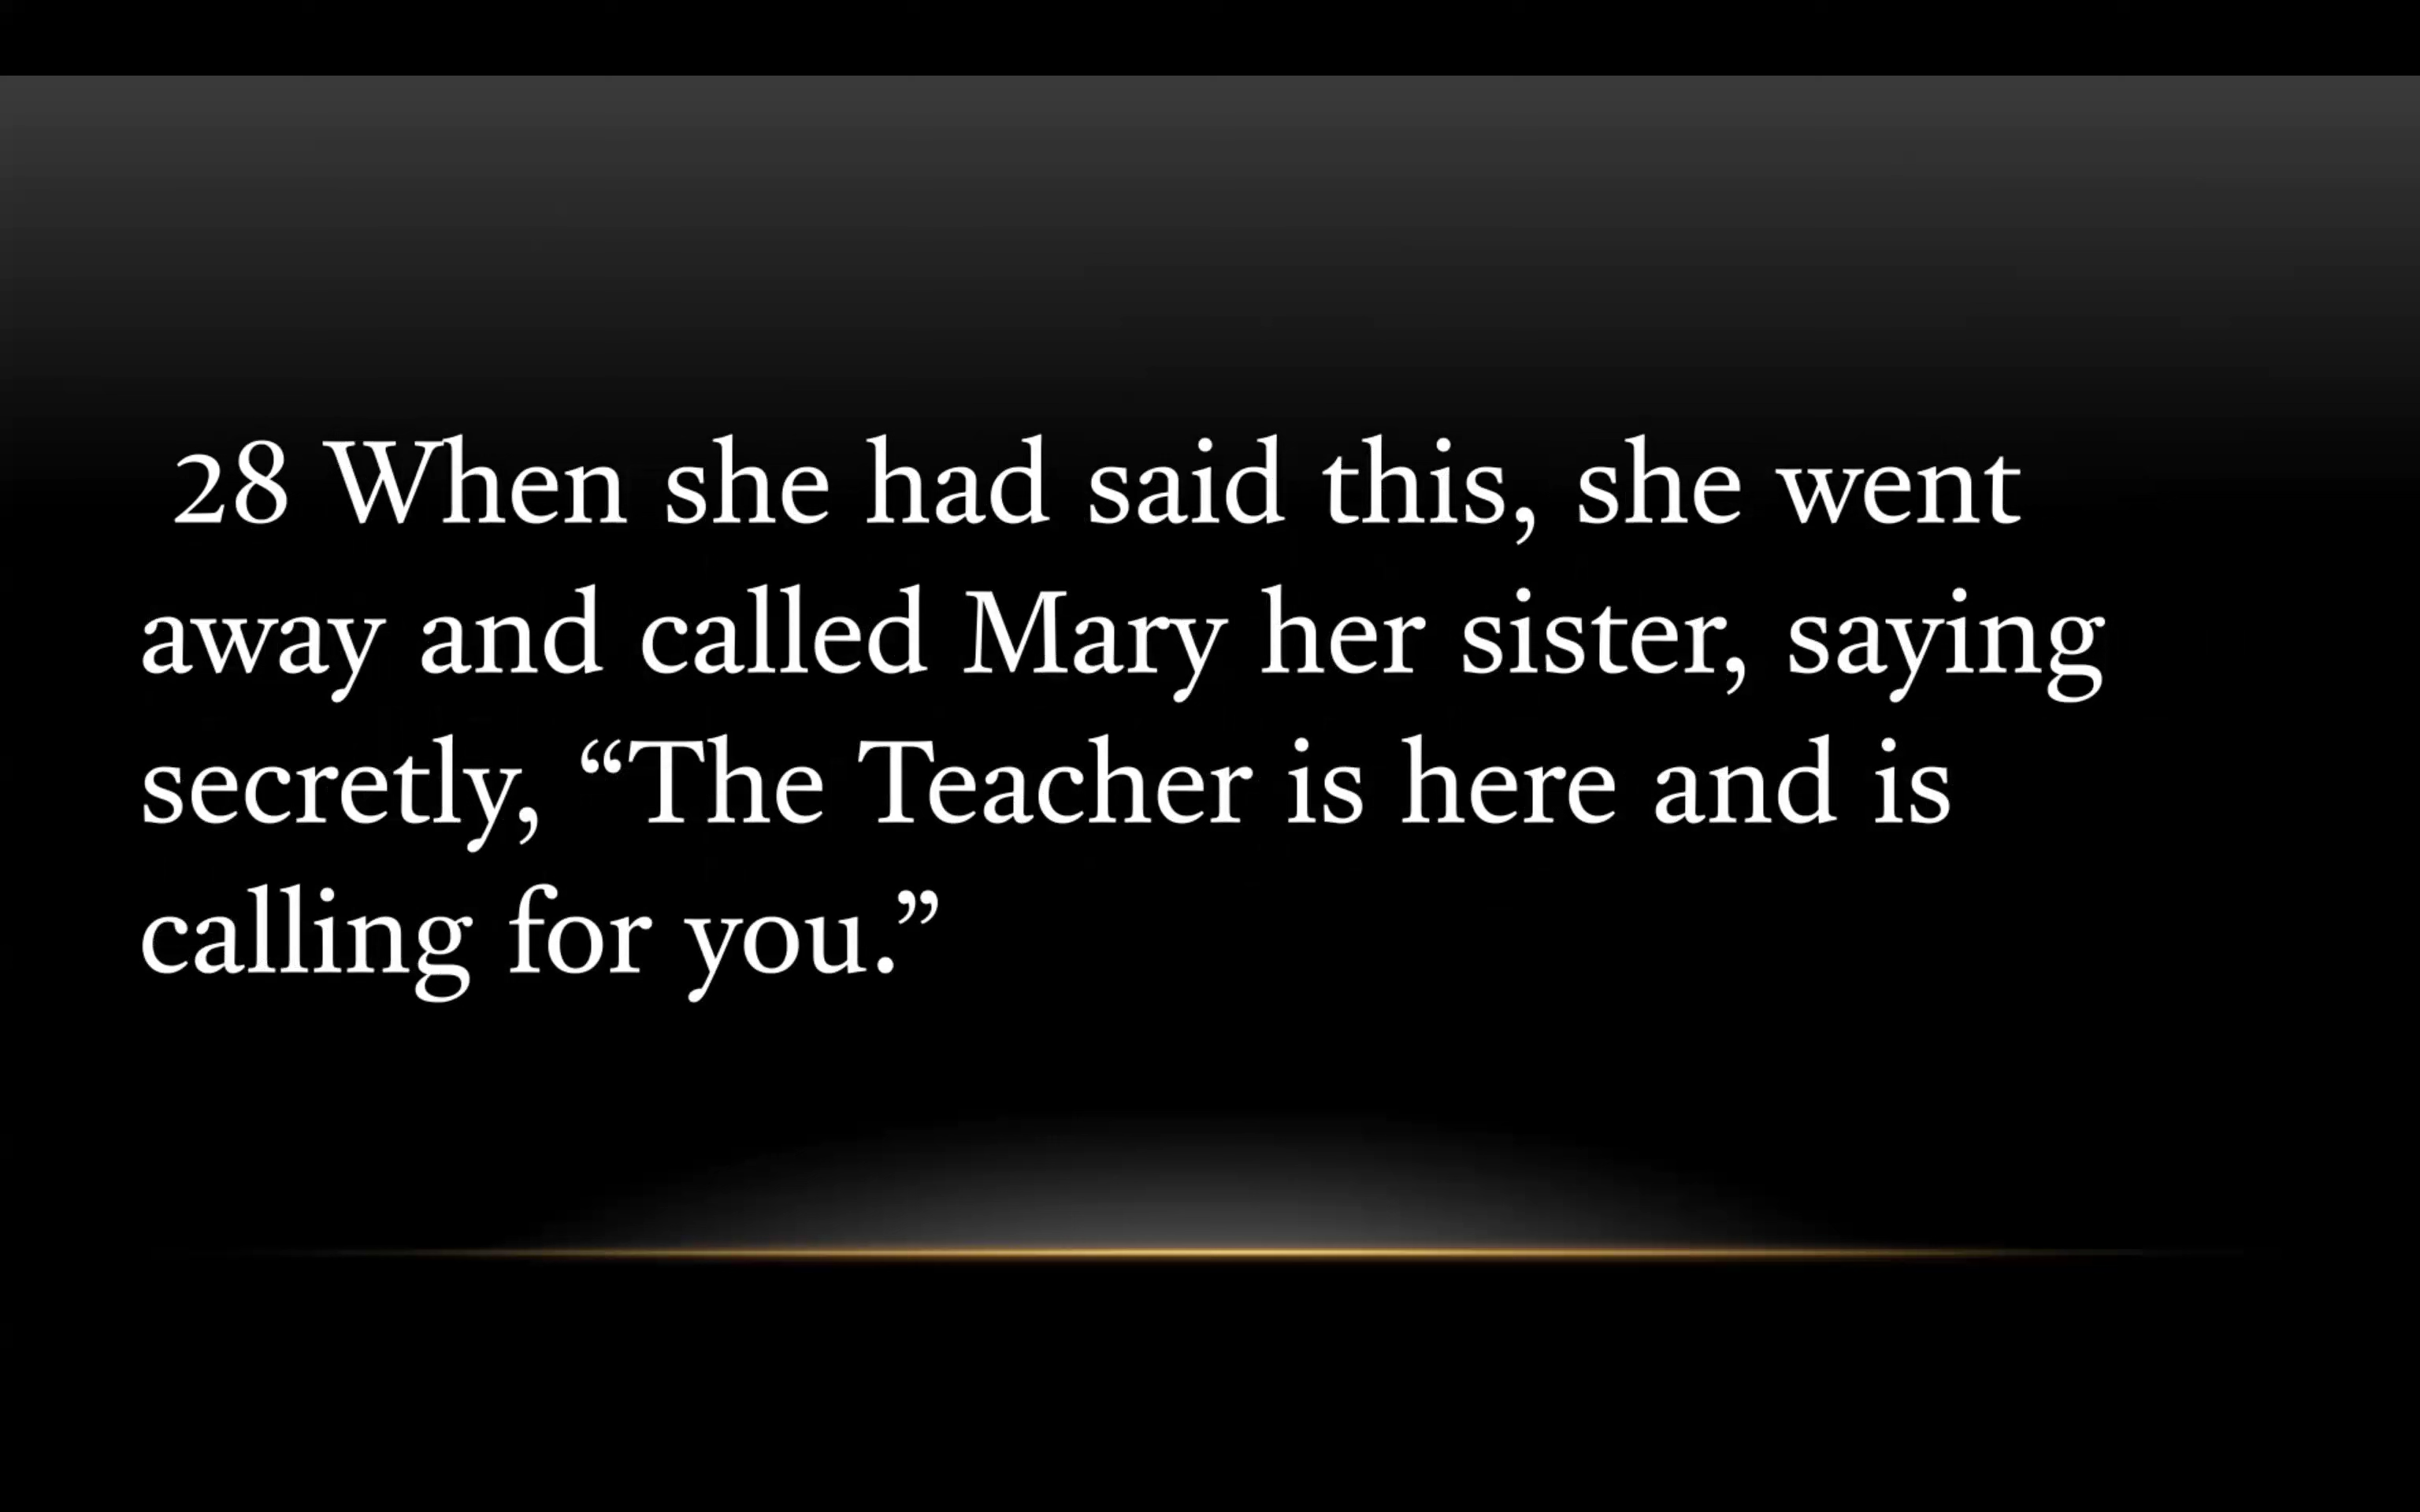 28 When she had said this, she went
away and called Mary her sister, saying
secretly, “The Teacher is here and is
calling for you.”